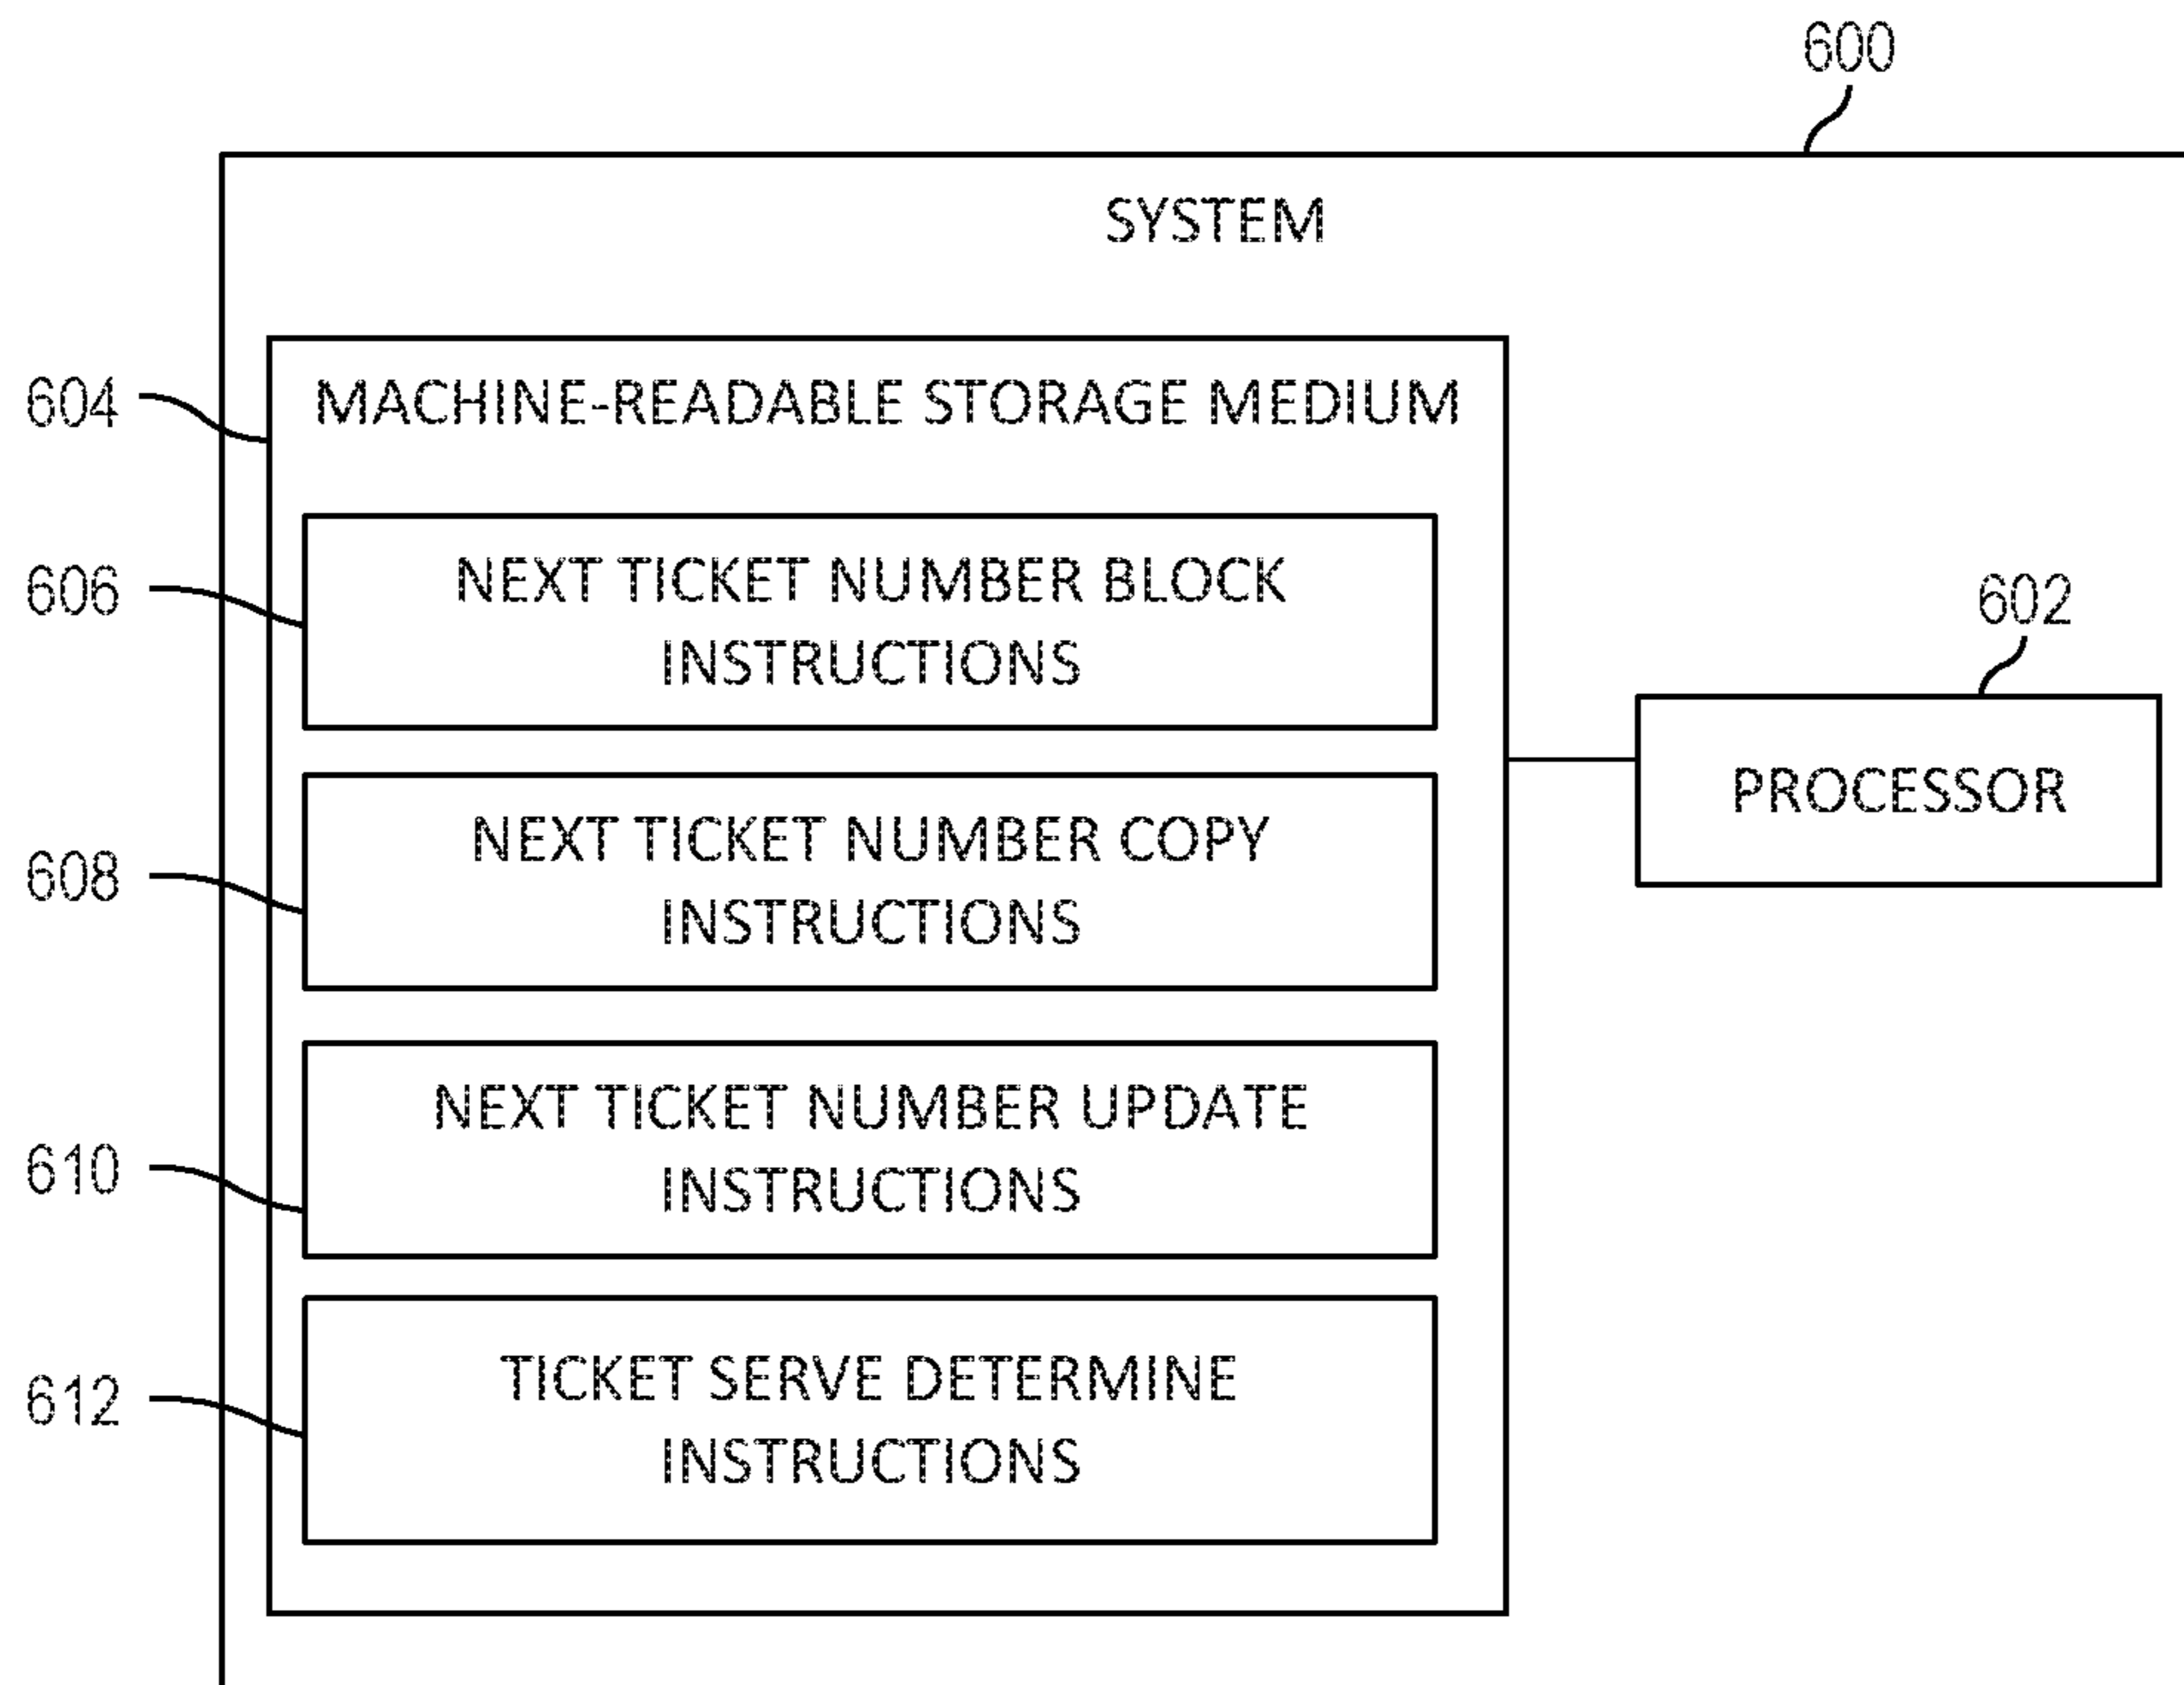 600
SYSTEM
604
MACHINE-READABLE STORAGE MEDIUM
606
NEXT TICKET NUMBER BLOCK
INSTRUCTIONS
602
PROCESSOR
608
NEXT TICKET NUMBER COPY
INSTRUCTIONS
610
NEXT TICKET NUMBER UPDATE
INSTRUCTIONS
612
TICKET SERVE DETERMINE
INSTRUCTIONS